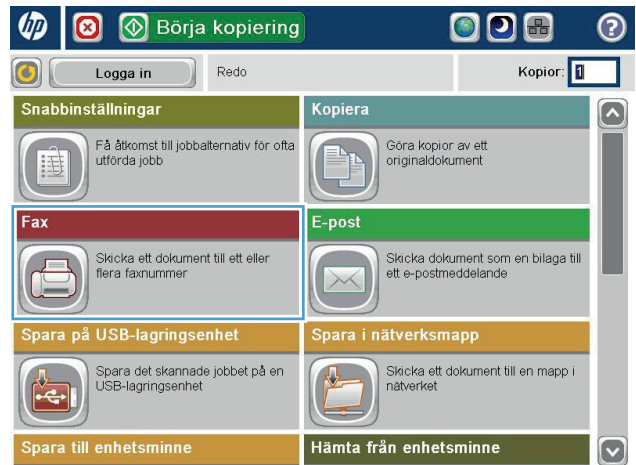 hp Börja kopiering ?
Logga in Redo Kopior: 1
Snabbinställningar
Få åtkomst till jobbalternativ för ofta
utförda jobb
Kopiera
Göra kopior av ett
originaldokument
Fax
Skicka ett dokument till ett eller
flera faxnummer
E-post
Skicka dokument som en bilaga till
ett e-postmeddelande
Spara på USB-lagringsenhet
Spara det skannade jobbet på en
USB-lagringsenhet
Spara i nätverksmapp
Skicka ett dokument till en mapp i
nätverket
Spara till enhetsminne
Hämta från enhetsminne